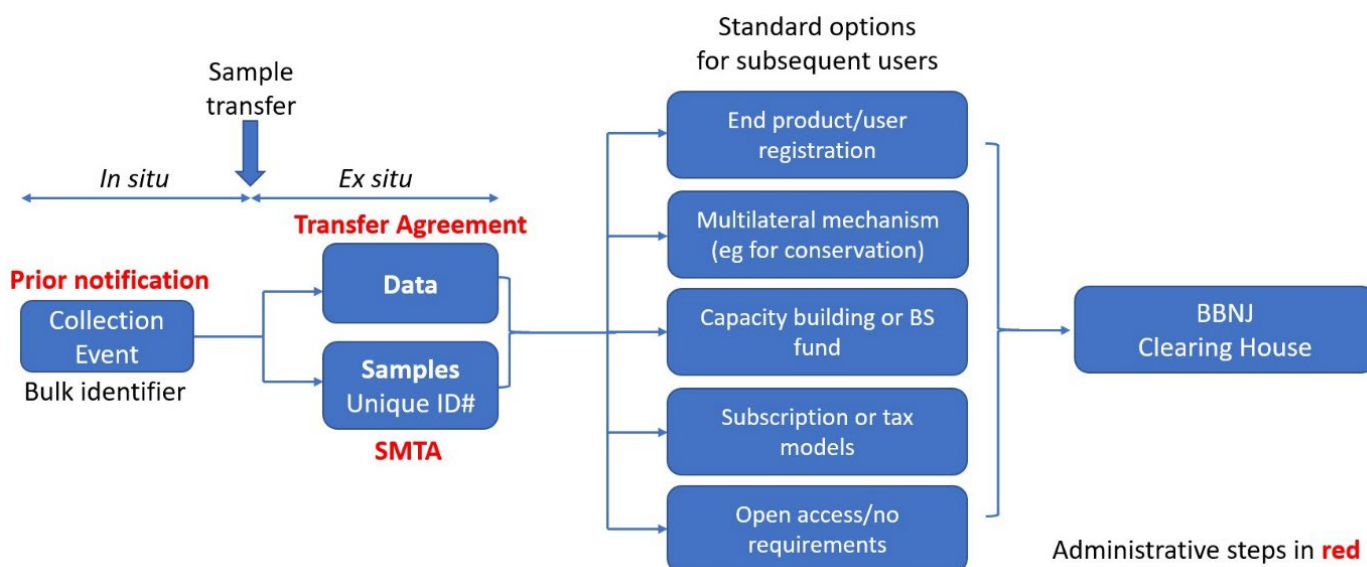 Standard options
for subsequent users
Sample
transfer
In situ
Ex situ
Transfer Agreement
Prior notification
Collection
Event
Bulk identifier
Data
Samples
Unique ID#
SMTA
End product/user
registration
Multilateral mechanism
(eg for conservation)
Capacity building or BS
fund
Subscription or tax
models
Open access/no
requirements
BBNJ
Clearing House
Administrative steps in red